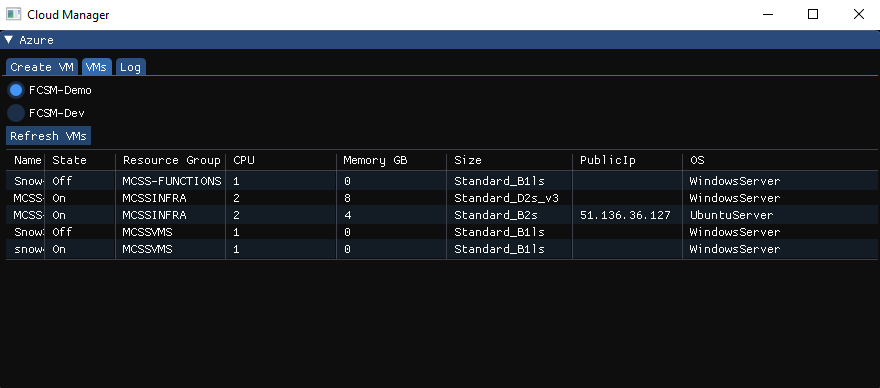 Cloud Manager
Azure
Create VM VMs Log
FCSM-Demo
FCSM-Dev
Refresh VMs
Name State Resource Group CPU Memory GB Size PublicIp OS
Snow- Off MCSS-FUNCTIONS 1 0 Standard_B1ls WindowsServer
MCSS- On MCSSINFRA 2 8 Standard_D2s_v3 WindowsServer
MCSS- On MCSSINFRA 2 4 Standard_B2s 51.136.36.127 UbuntuServer
Snow Off MCSSVMS 1 0 Standard_B1ls WindowsServer
snow On MCSSVMS 1 0 Standard_B1ls WindowsServer